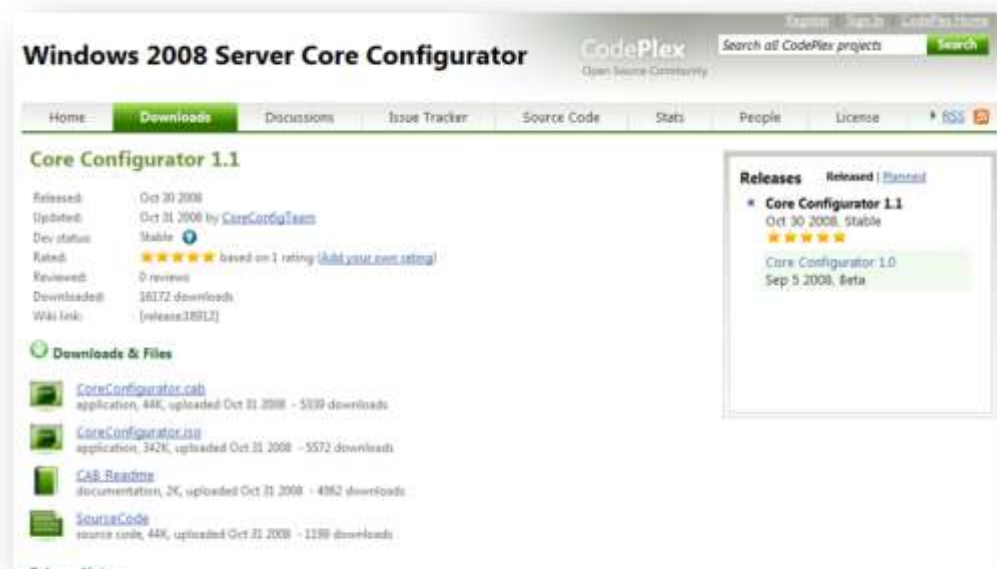 Register Sign In CodePlex Home
Windows 2008 Server Core Configurator
CodePlex
Open Source Community
Search all CodePlex projects
Search
Home Downloads Discussions Issue Tracker Source Code Stats People License RSS
Core Configurator 1.1
Released: Oct 30 2008
Updated: Oct 31 2008 by CoreConfigTeam
Dev status: Stable
Rated: based on 1 rating (Add your own rating)
Reviewed: 0 reviews
Downloaded: 16172 downloads
Wiki link: [release:18912]
Downloads & Files
CoreConfigurator.cab
application, 44K, uploaded Oct 31 2008 - 5339 downloads
CoreConfigurator.iso
application, 342K, uploaded Oct 31 2008 - 5572 downloads
CAB Readme
documentation, 2K, uploaded Oct 31 2008 - 4062 downloads
SourceCode
source code, 44K, uploaded Oct 31 2008 - 1199 downloads
Releases Released | Planned
Core Configurator 1.1
Oct 30 2008, Stable
Core Configurator 1.0
Sep 5 2008, Beta